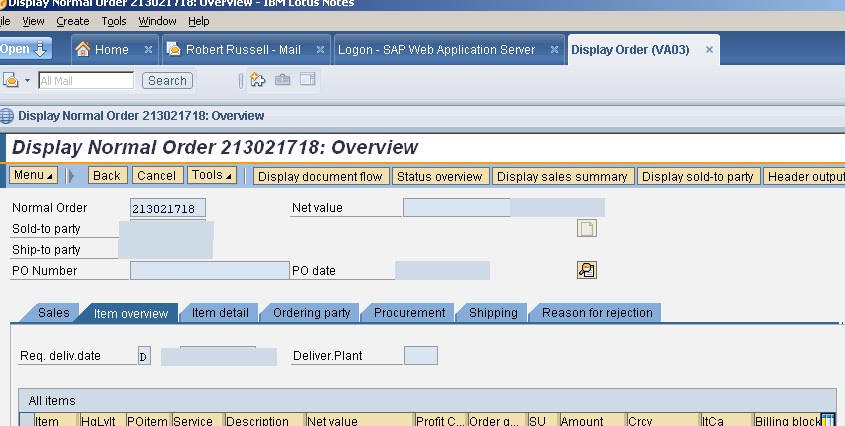 Display Normal Order 213021718: Overview - IBM Lotus Notes
View Create Tools Window Help
Open Home Robert Russell - Mail Logon - SAP Web Application Server Display Order (VA03)
All Mail Search
Display Normal Order 213021718: Overview
Display Normal Order 213021718: Overview
Menu Back Cancel Tools Display document flow Status overview Display sales summary Display sold-to party Header output
Normal Order 213021718 Net value
Sold-to party
Ship-to party
PO Number PO date
Sales Item overview Item detail Ordering party Procurement Shipping Reason for rejection
Req. deliv.date D Deliver.Plant
All items
Item HgLvIt POitem Service Description Net value Profit C... Order q... SU Amount Crcy ItCa Billing block